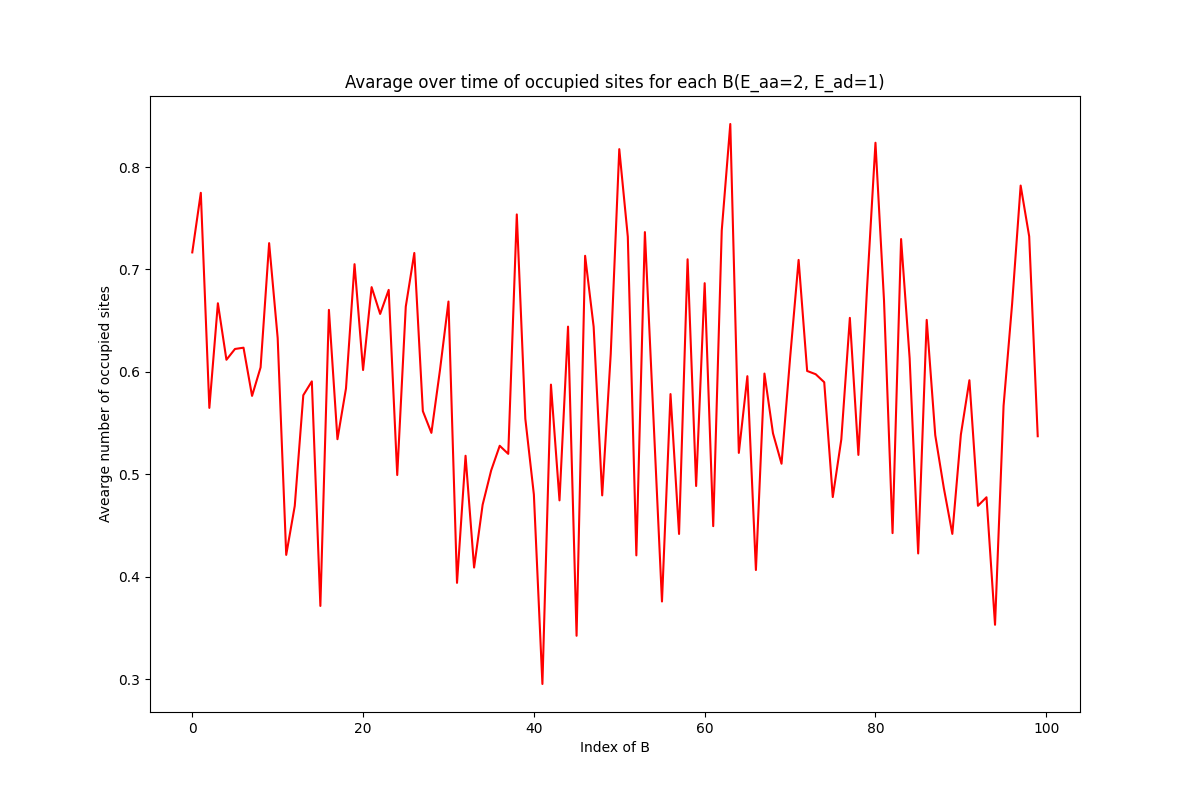 Avarage over time of occupied sites for each B(E_aa=2, E_ad=1)
Avearge number of occupied sites
0.8
0.7
0.6
0.5
0.4
0.3
0 20 40 60 80 100
Index of B